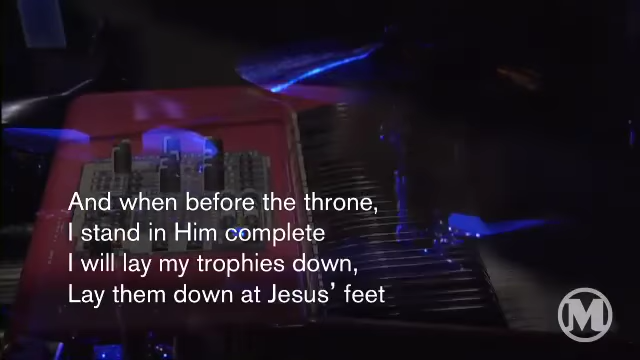 And when before the throne,
I stand in Him complete
I will lay my trophies down,
Lay them down at Jesus’ feet
M